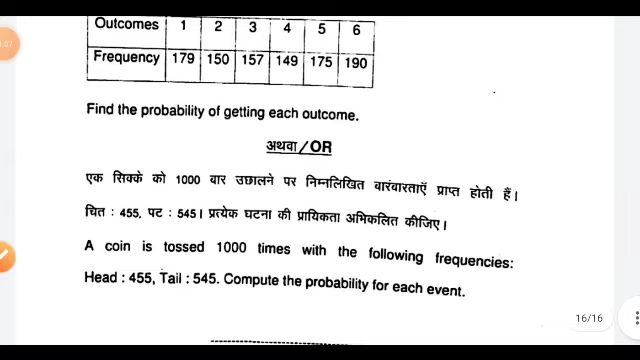 Outcomes 1 2 3 4 5 6
Frequency 179 150 157 149 175 190
Find the probability of getting each outcome.
अथवा/OR
एक सिक्के को 1000 बार उछालने पर निम्नलिखित बारंबारताएँ प्राप्त होती हैं।
चित : 455, पट : 545। प्रत्येक घटना की प्रायिकता अभिकलित कीजिए।
A coin is tossed 1000 times with the following frequencies:
Head : 455, Tail : 545. Compute the probability for each event.
16/16